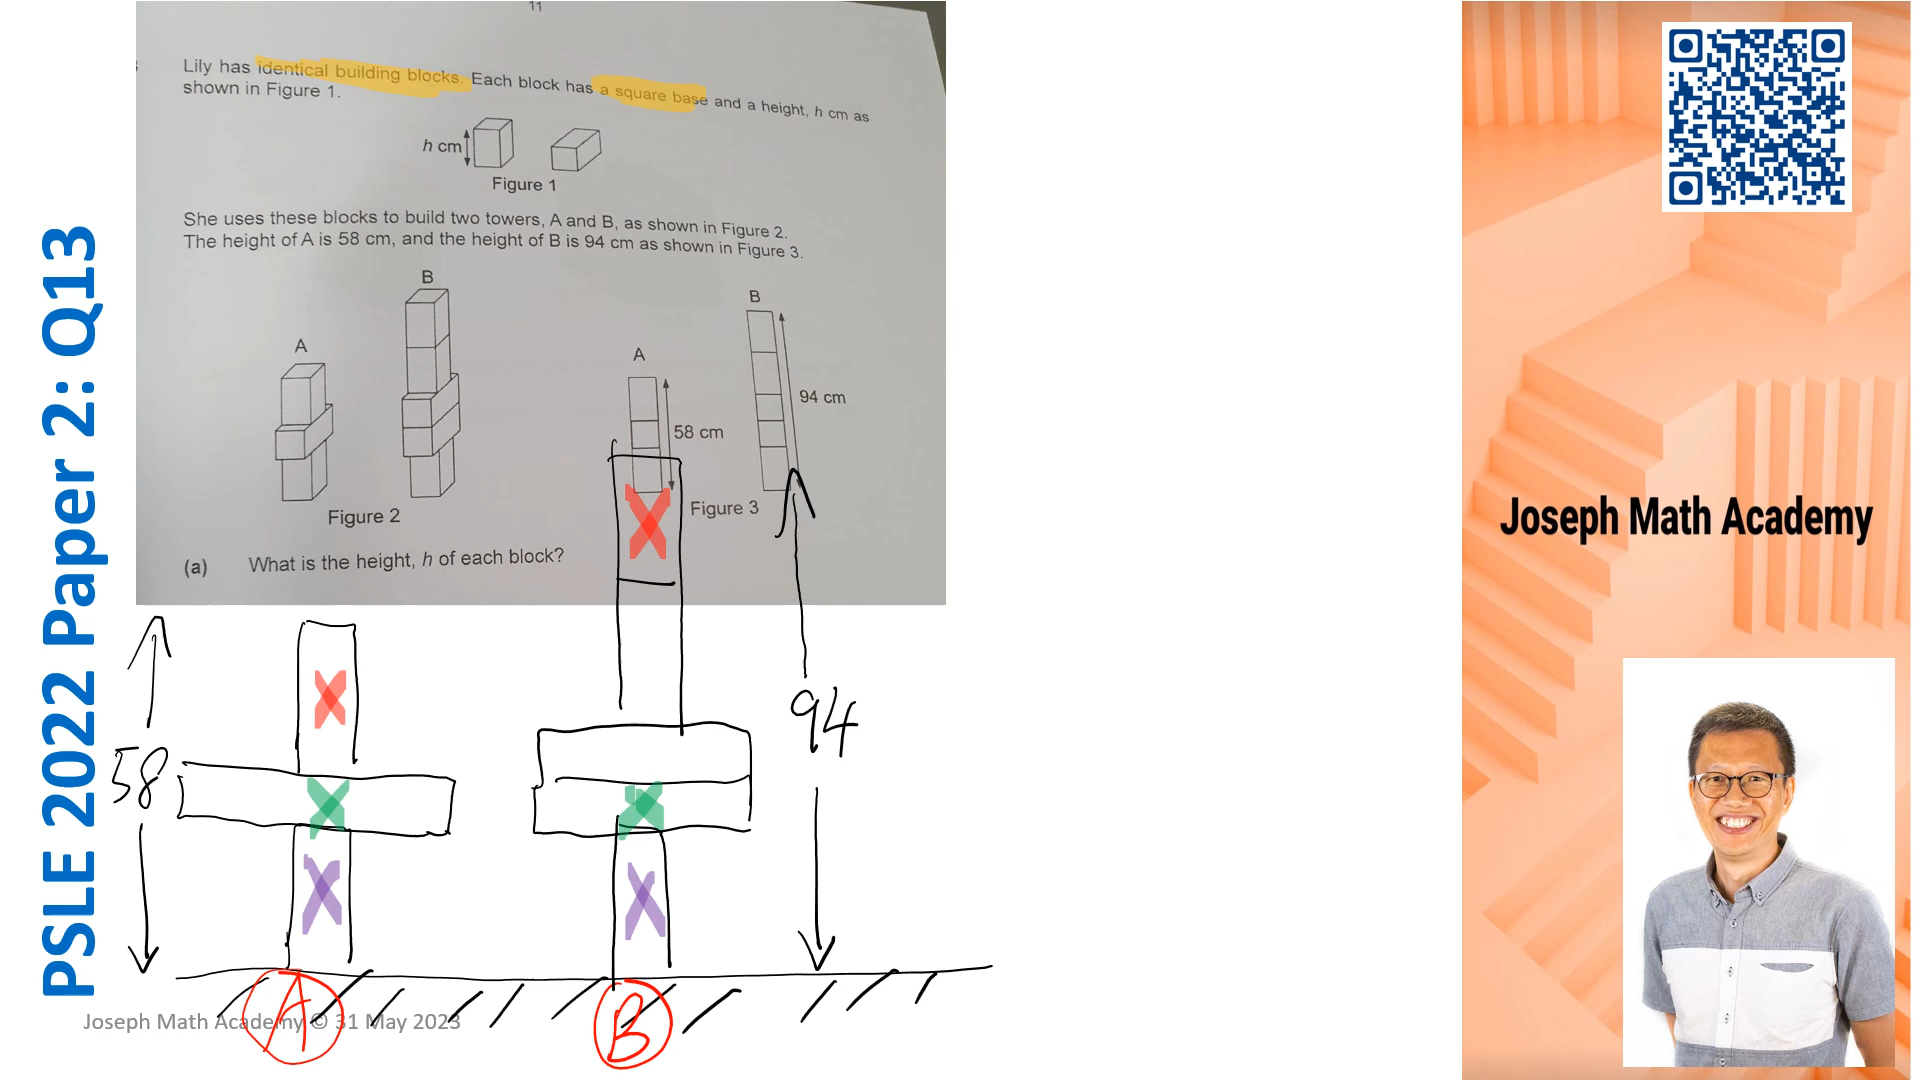 PSLE 2022 Paper 2: Q13
11
Lily has identical building blocks. Each block has a square base and a height, h cm as
shown in Figure 1.
h cm
Figure 1
She uses these blocks to build two towers, A and B, as shown in Figure 2.
The height of A is 58 cm, and the height of B is 94 cm as shown in Figure 3.
B
B
A
A
94 cm
58 cm
Figure 3
Figure 2
(a) What is the height, h of each block?
58
94
A
B
Joseph Math Academy © 31 May 2023
Joseph Math Academy